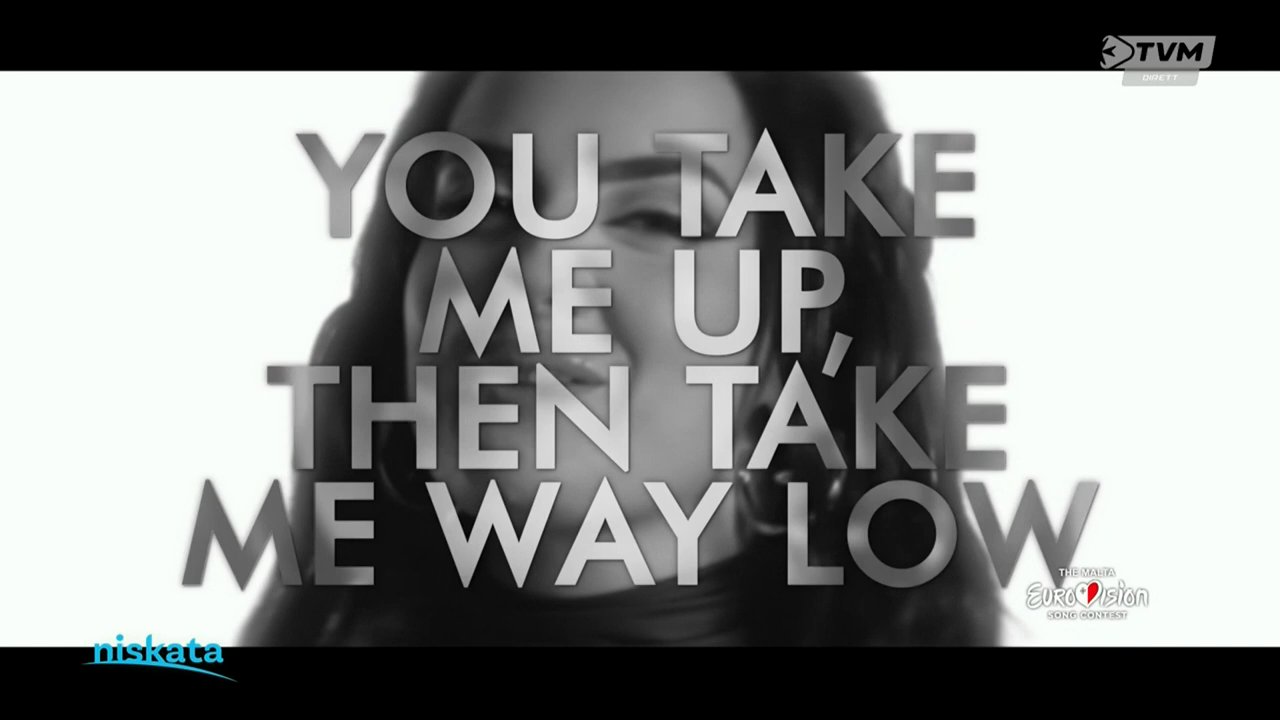 TVM
DIRETT
YOU TAKE
ME UP,
THEN TAKE
ME WAY LOW
THE MALTA
EUROVISION
SONG CONTEST
niskata